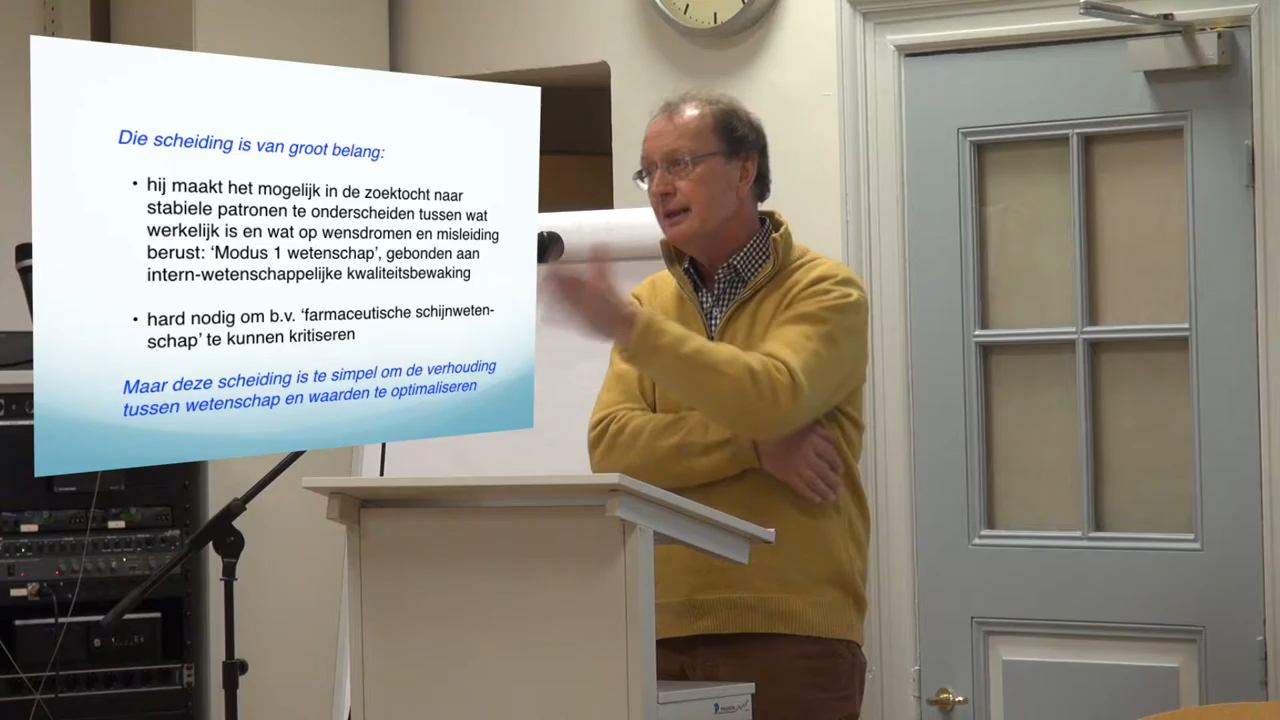 Die scheiding is van groot belang:
• hij maakt het mogelijk in de zoektocht naar
stabiele patronen te onderscheiden tussen wat
werkelijk is en wat op wensdromen en misleiding
berust: ‘Modus 1 wetenschap’, gebonden aan
intern-wetenschappelijke kwaliteitsbewaking
• hard nodig om b.v. ‘farmaceutische schijnweten-
schap’ te kunnen kritiseren
Maar deze scheiding is te simpel om de verhouding
tussen wetenschap en waarden te optimaliseren